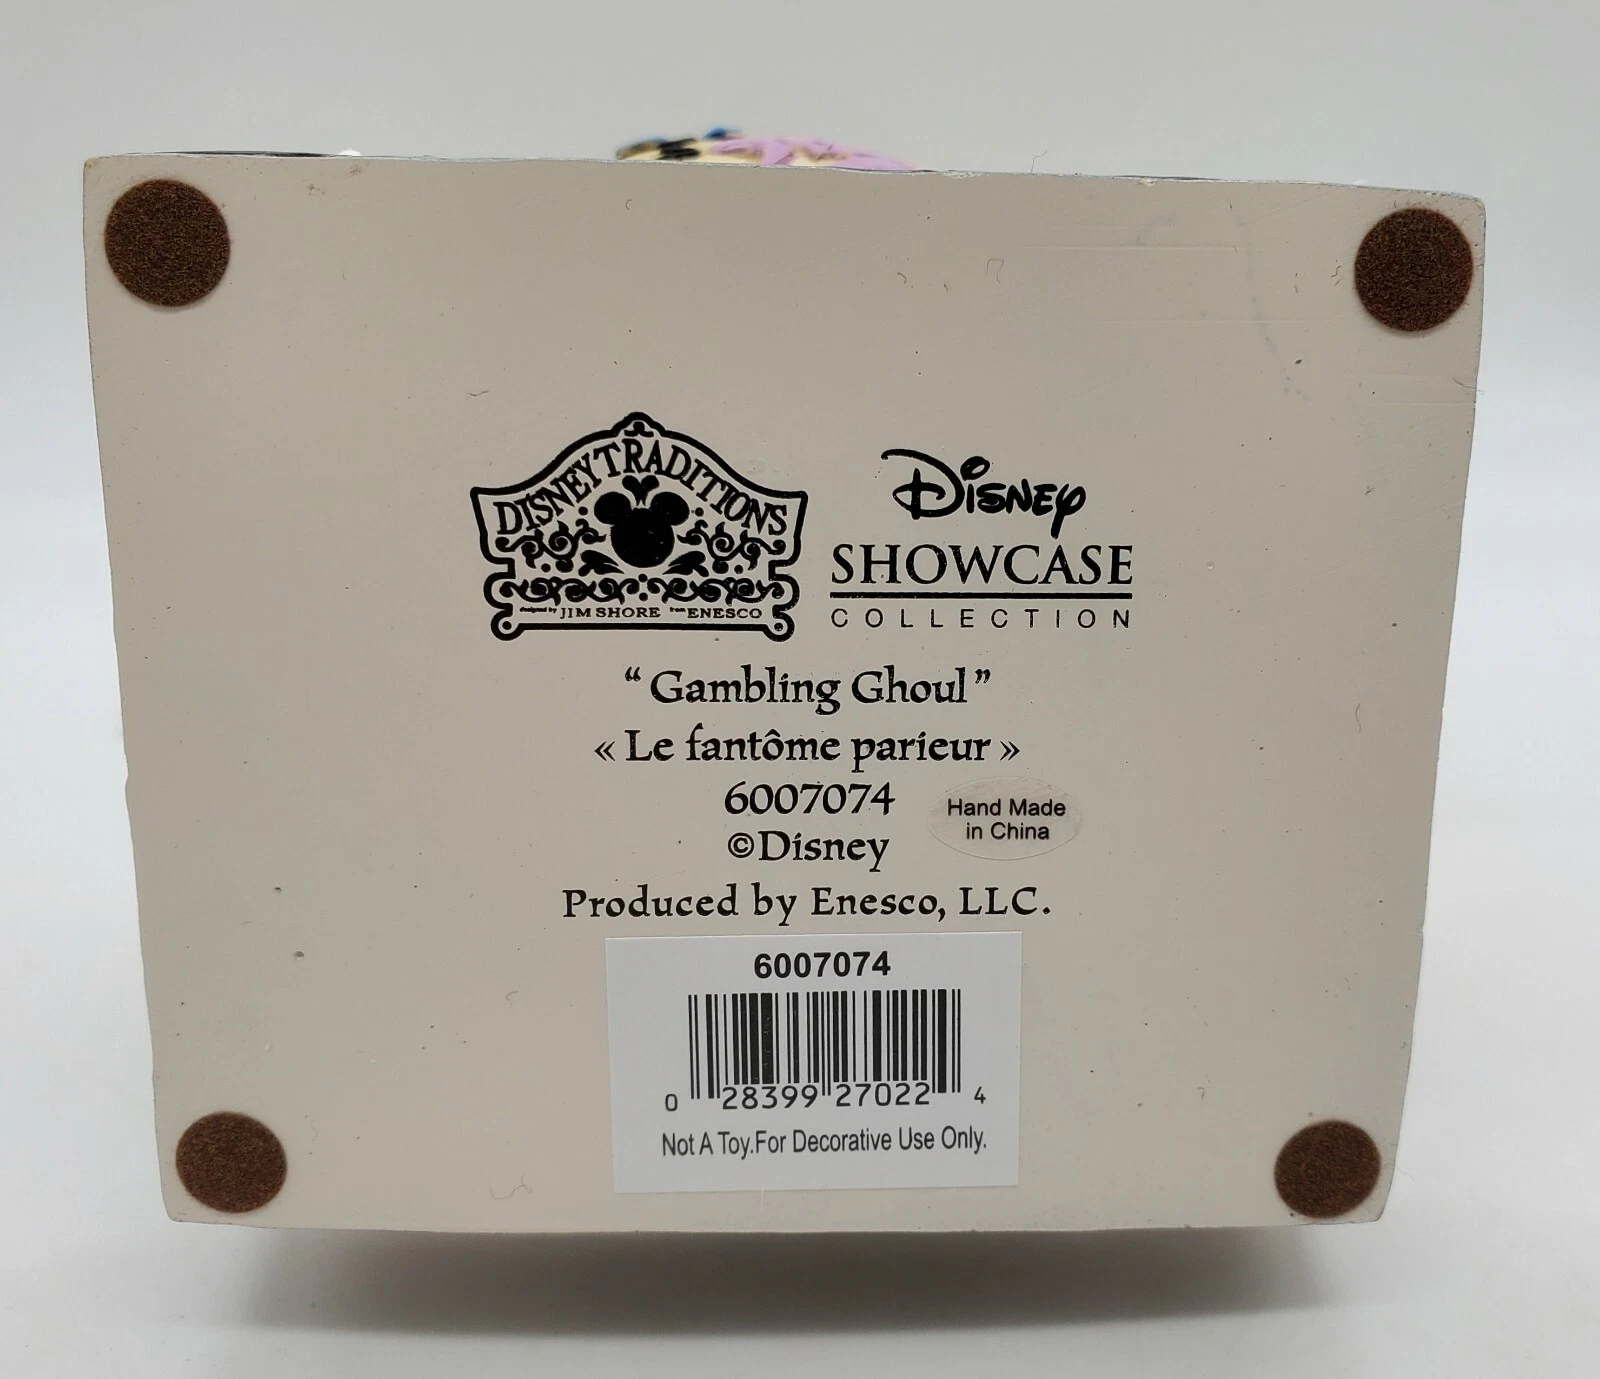 DISNEY TRADITIONS
designed by JIM SHORE from ENESCO
Disney
SHOWCASE
COLLECTION
“Gambling Ghoul”
« Le fantôme parieur »
6007074
©Disney
Hand Made
in China
Produced by Enesco, LLC.
6007074
0 28399 27022 4
Not A Toy.For Decorative Use Only.